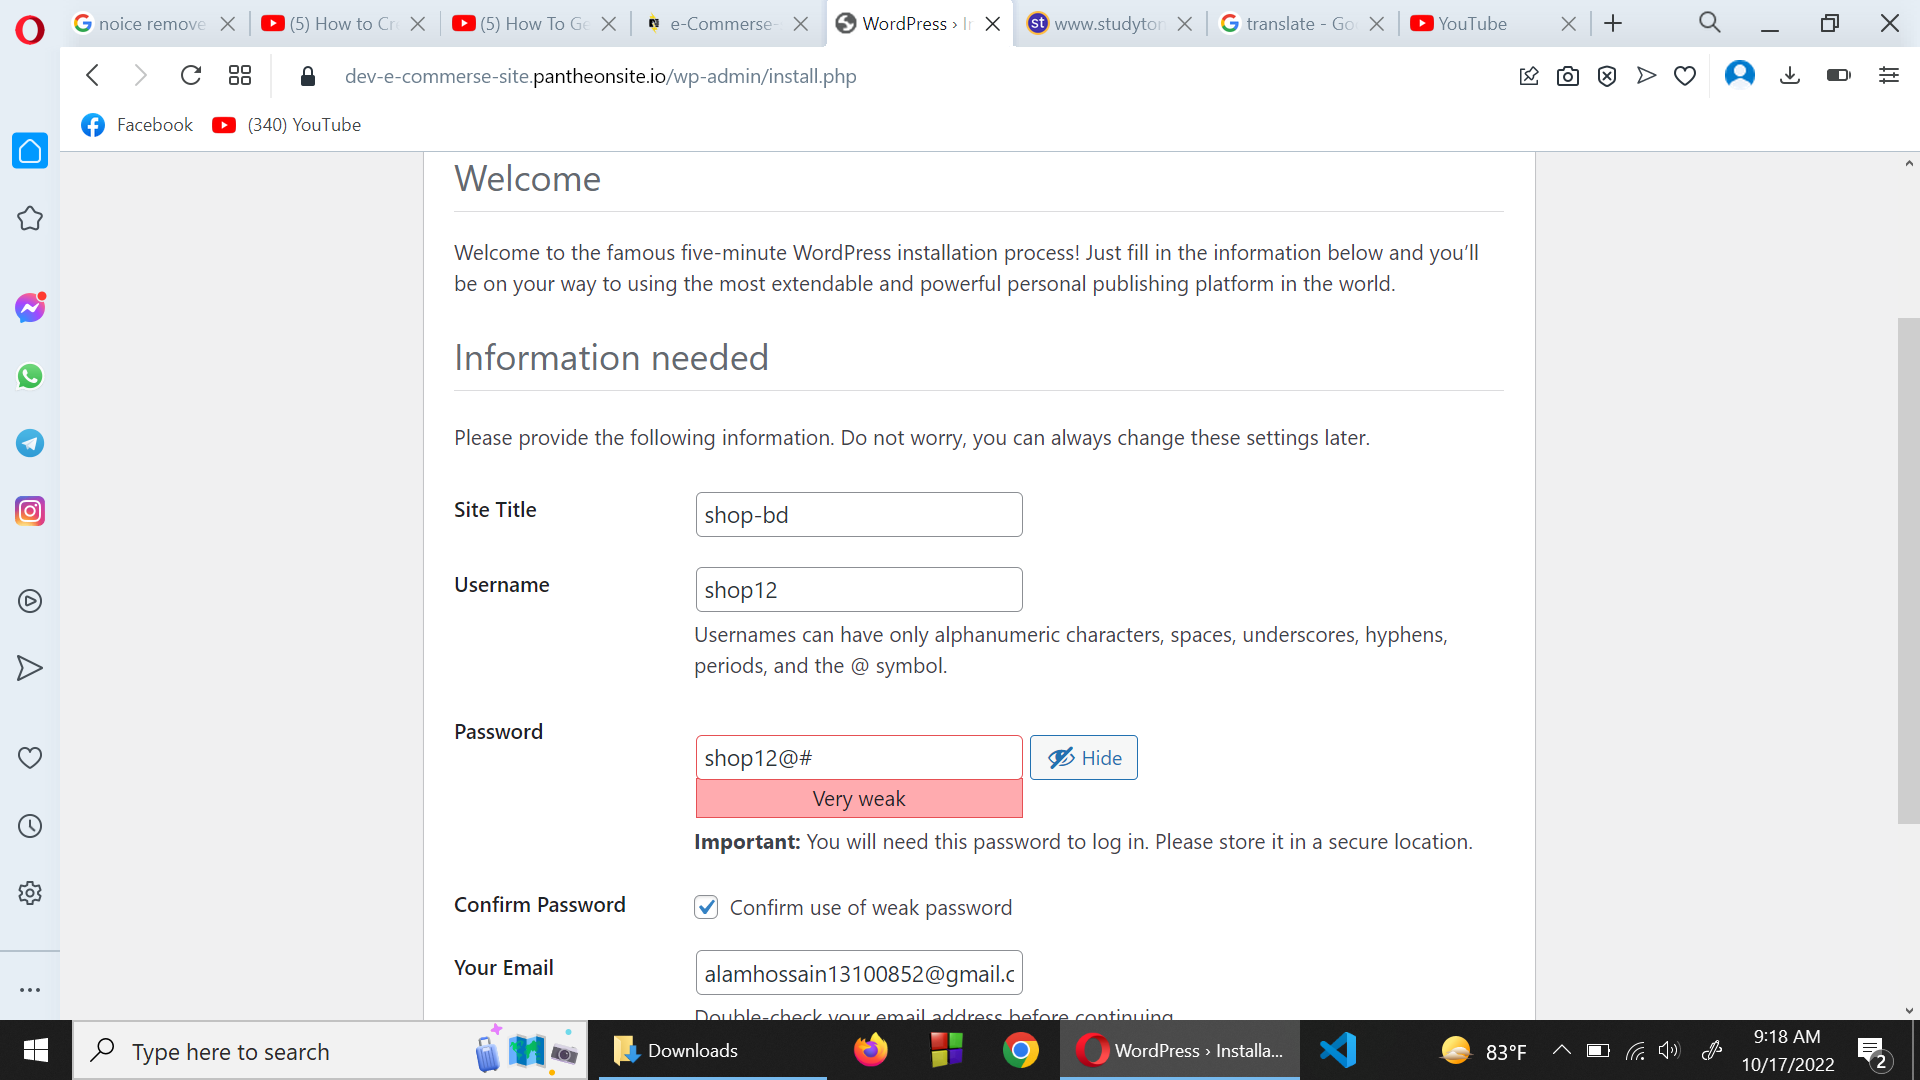 noice remove
(5) How to Cr
(5) How To Ge
e-Commerse-
WordPress › I
www.studyton
translate - Go
YouTube
dev-e-commerse-site.pantheonsite.io/wp-admin/install.php
Facebook
(340) YouTube
Welcome
Welcome to the famous five-minute WordPress installation process! Just fill in the information below and you’ll
be on your way to using the most extendable and powerful personal publishing platform in the world.
Information needed
Please provide the following information. Do not worry, you can always change these settings later.
Site Title
shop-bd
Username
shop12
Usernames can have only alphanumeric characters, spaces, underscores, hyphens,
periods, and the @ symbol.
Password
shop12@#
Hide
Very weak
Important: You will need this password to log in. Please store it in a secure location.
Confirm Password
Confirm use of weak password
Your Email
alamhossain13100852@gmail.c
Double-check your email address before continuing.
Type here to search
Downloads
WordPress › Installa...
83°F
9:18 AM
10/17/2022
2